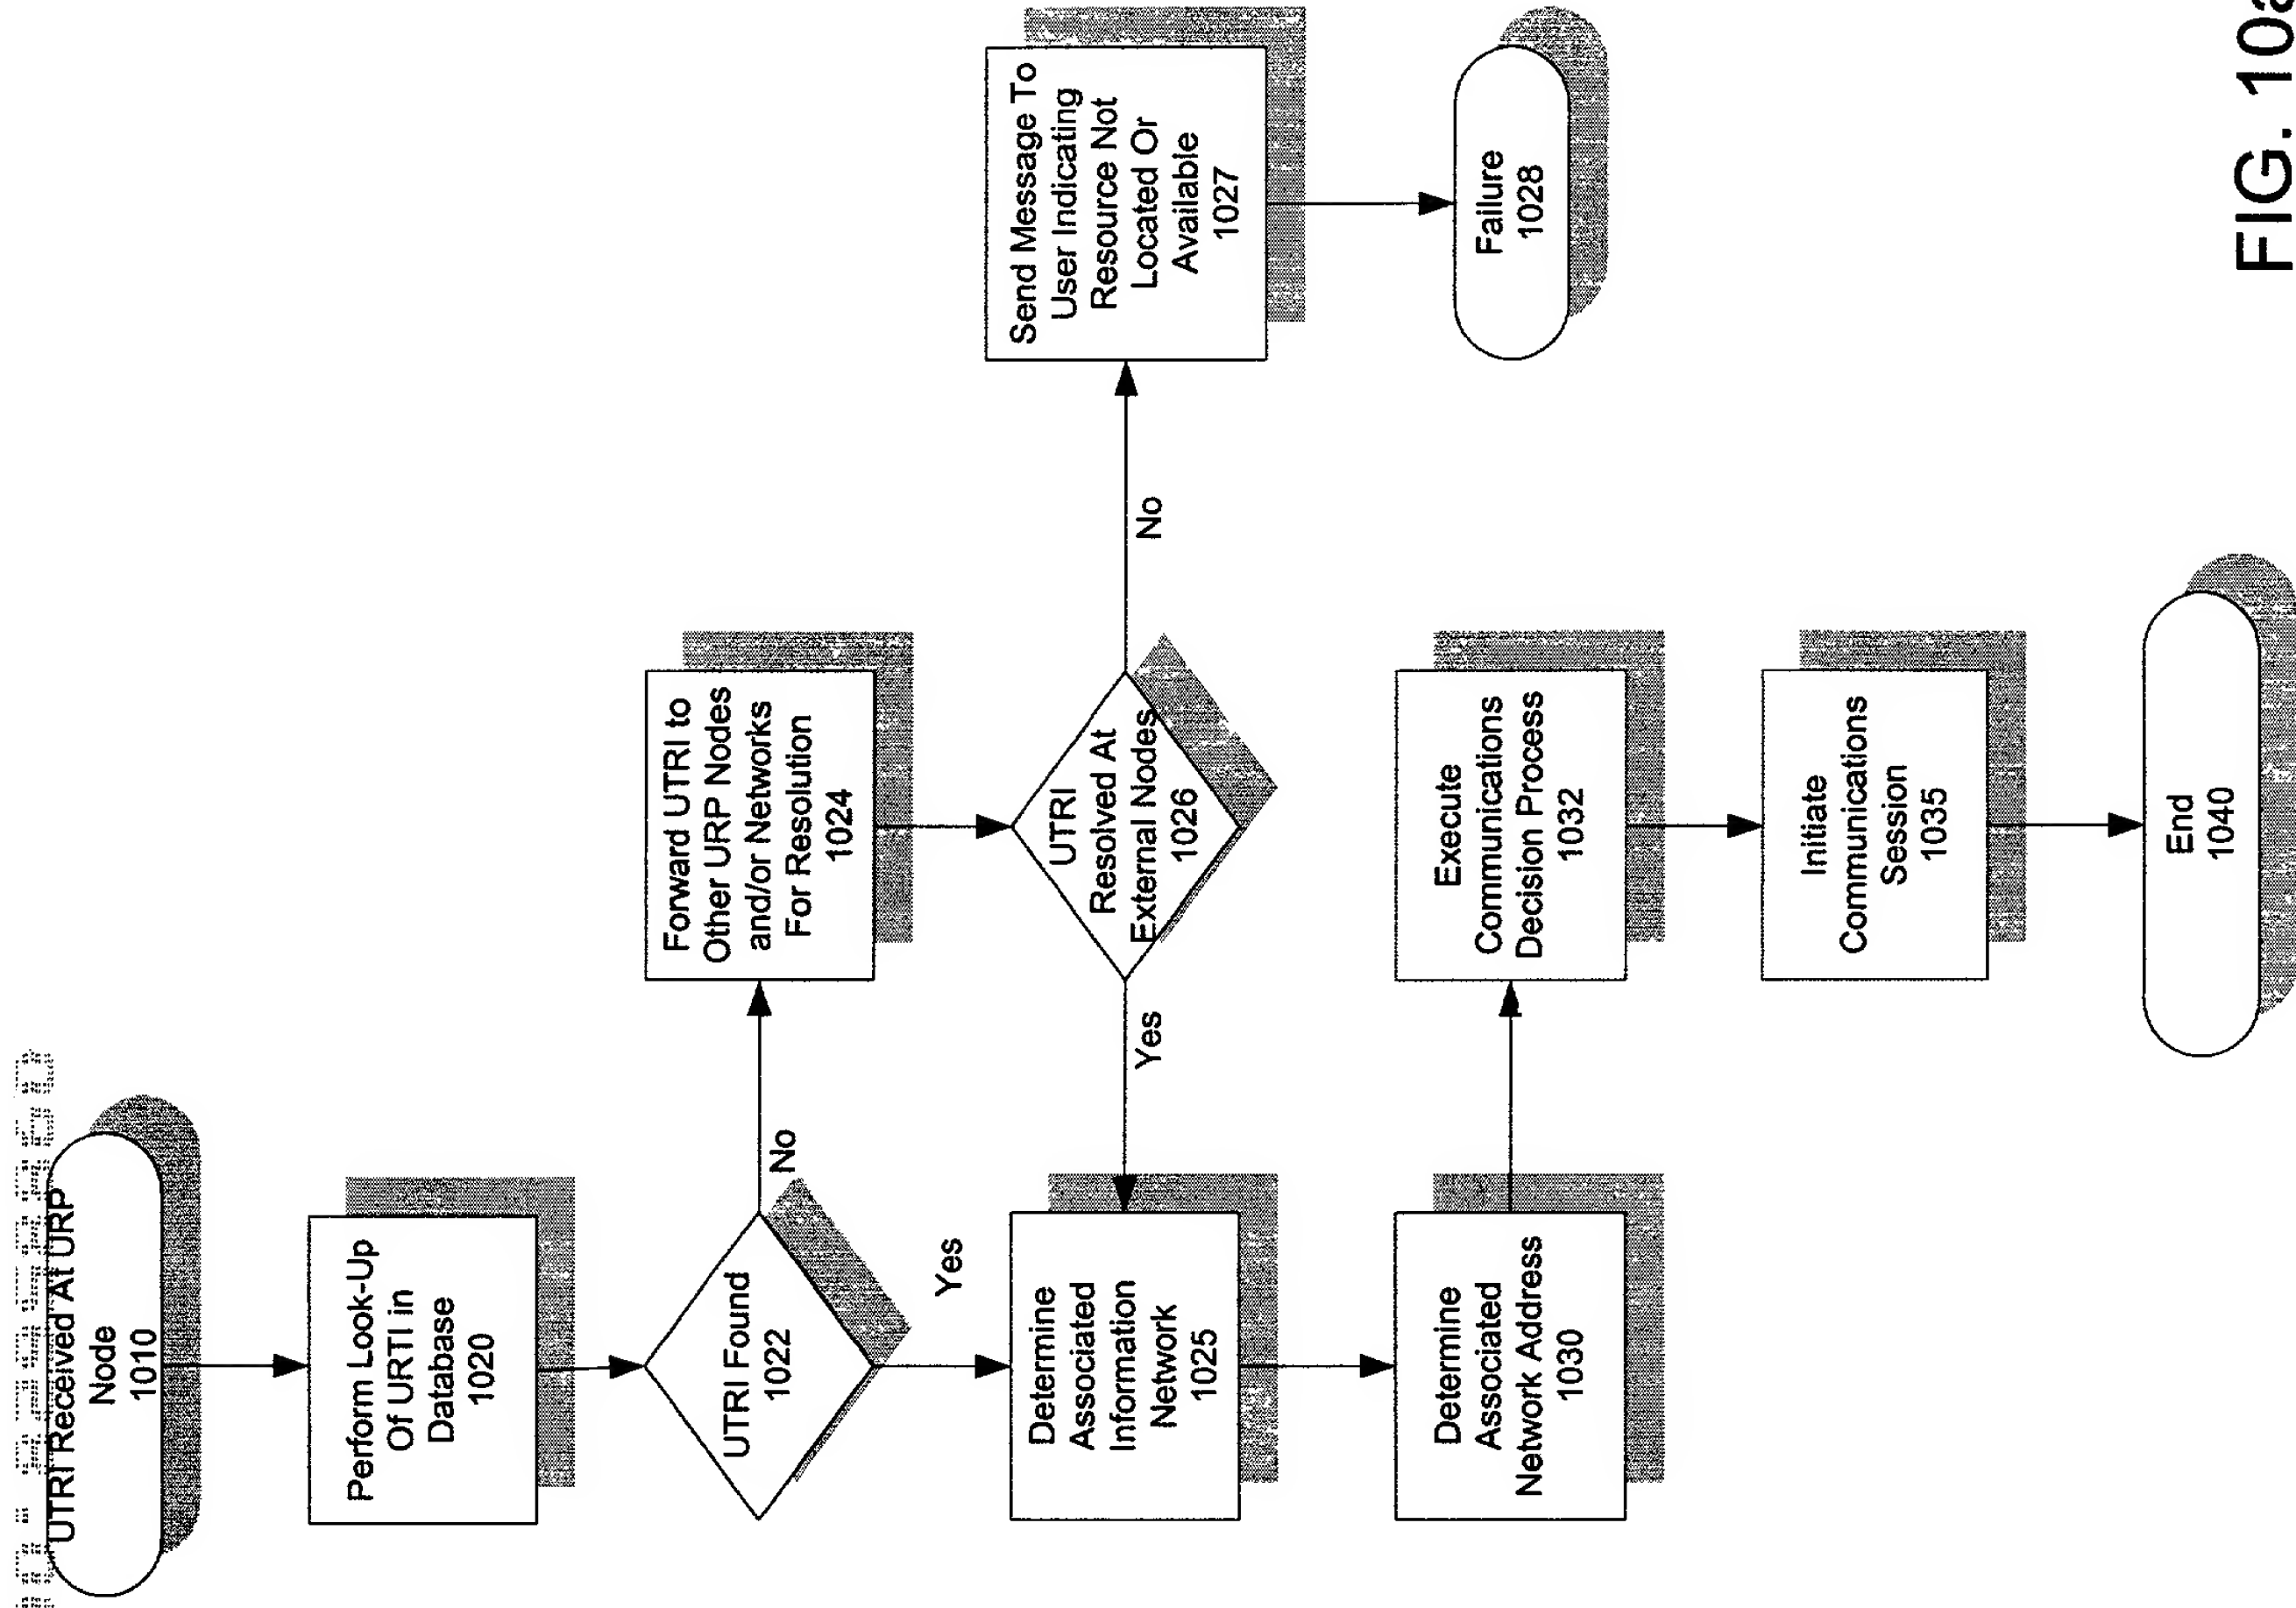 UTRI Received At URP
Node
1010
Perform Look-Up
Of URTI in
Database
1020
UTRI Found
1022
No
Yes
Forward UTRI to
Other URP Nodes
and/or Networks
For Resolution
1024
UTRI
Resolved At
External Nodes
1026
No
Yes
Send Message To
User Indicating
Resource Not
Located Or
Available
1027
Failure
1028
Determine
Associated
Information
Network
1025
Determine
Associated
Network Address
1030
Execute
Communications
Decision Process
1032
Initiate
Communications
Session
1035
End
1040
FIG. 10a